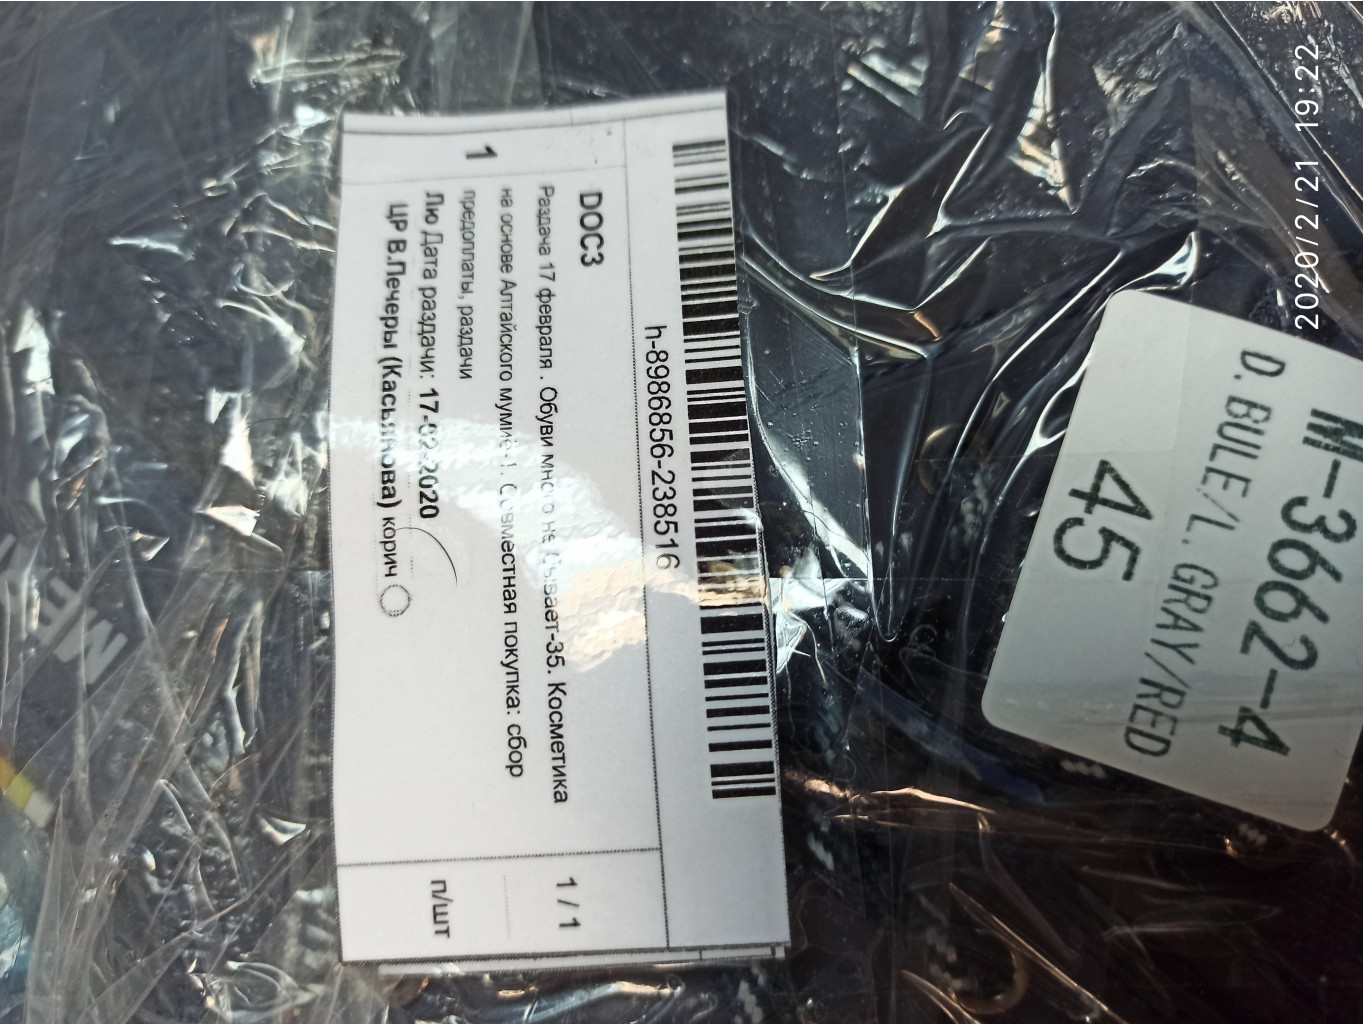 h-8986856-238516
DOC3
1
Раздача 17 февраля . Обуви много не бывает-35. Косметика
на основе Алтайского мумие-1. Совместная покупка: сбор
предоплаты, раздачи
Лю Дата раздачи: 17-02-2020
ЦР В.Печеры (Касьянова) корич
1 / 1
п/шт
M-3662-4
D. BULE/L. GRAY/RED
45
2020/2/21 19:22